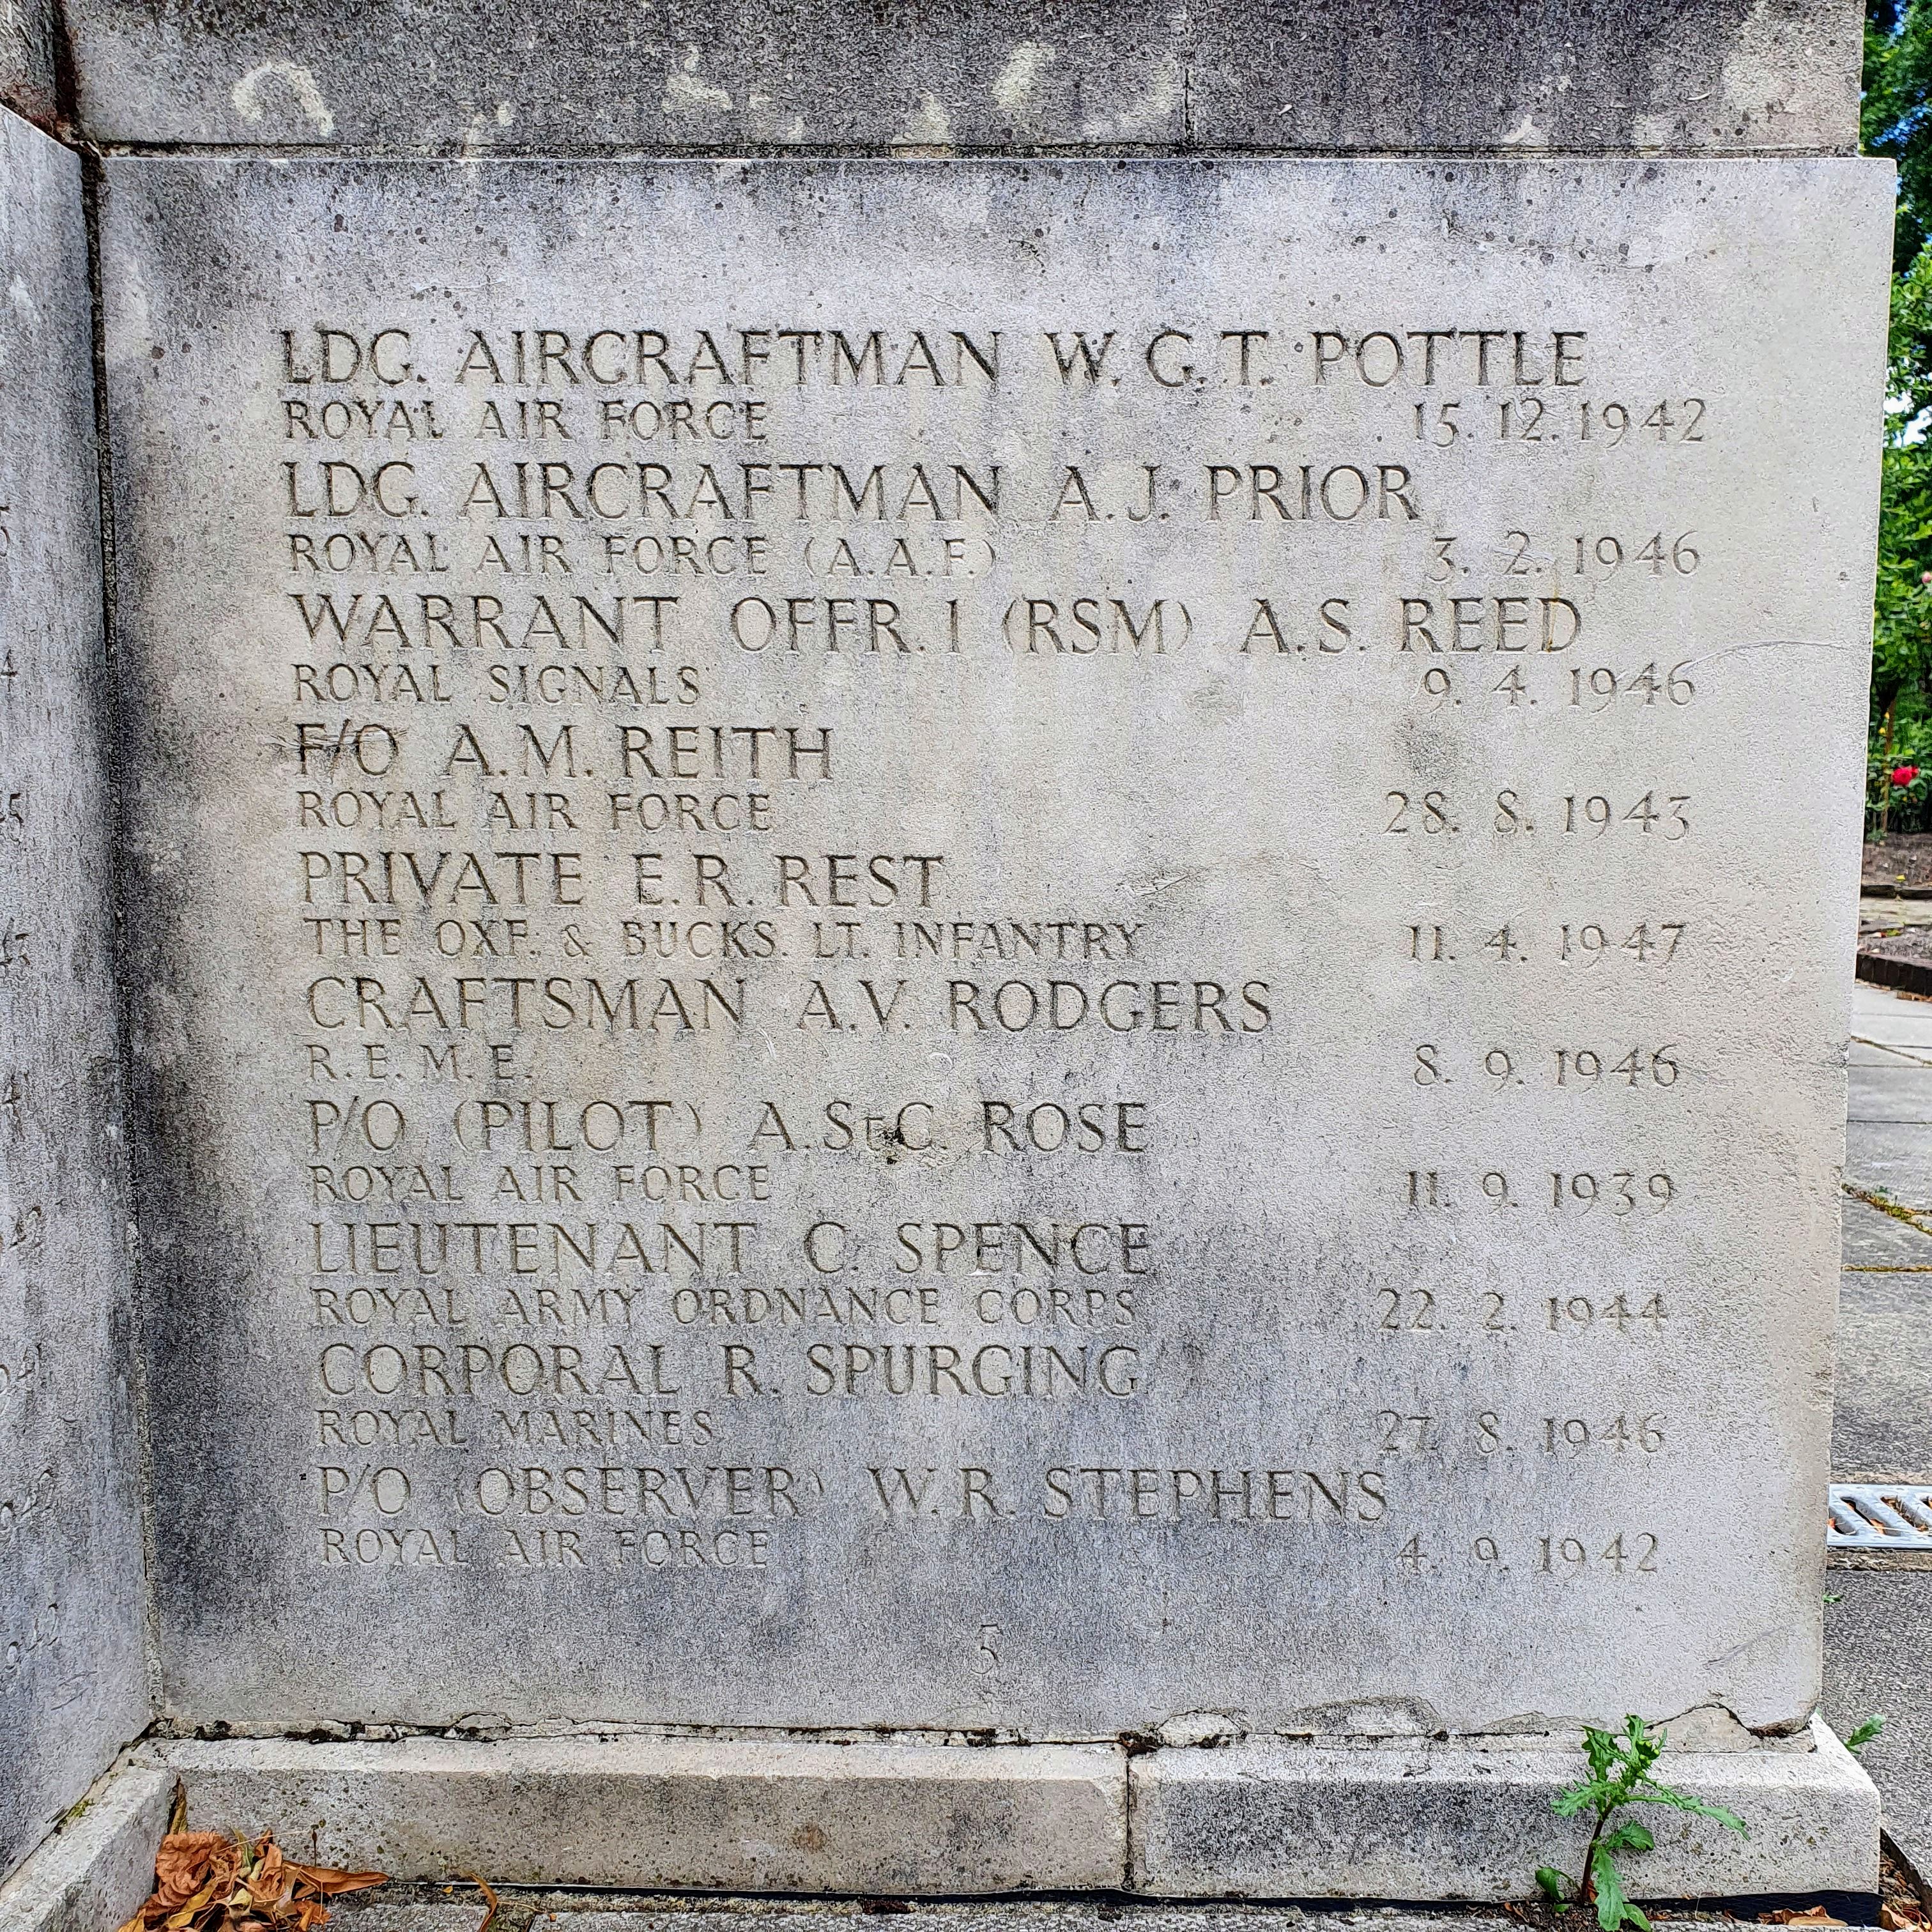 LDG. AIRCRAFTMAN W.G.T. POTTLE
ROYAL AIR FORCE 15.12.1942
LDG. AIRCRAFTMAN A.J. PRIOR
ROYAL AIR FORCE (A.A.F.) 3. 2. 1946
WARRANT OFFR. I (RSM) A.S. REED
ROYAL SIGNALS 9. 4. 1946
F/O A.M. REITH
ROYAL AIR FORCE 28. 8. 1943
PRIVATE E.R. REST
THE OXF. & BUCKS. LT. INFANTRY 11. 4. 1947
CRAFTSMAN A.V. RODGERS
R.E.M.E. 8. 9. 1946
P/O (PILOT) A.St.C. ROSE
ROYAL AIR FORCE 11. 9. 1939
LIEUTENANT C. SPENCE
ROYAL ARMY ORDNANCE CORPS 22. 2. 1944
CORPORAL R. SPURGING
ROYAL MARINES 27. 8. 1946
P/O (OBSERVER) W.R. STEPHENS
ROYAL AIR FORCE 4. 9. 1942
5